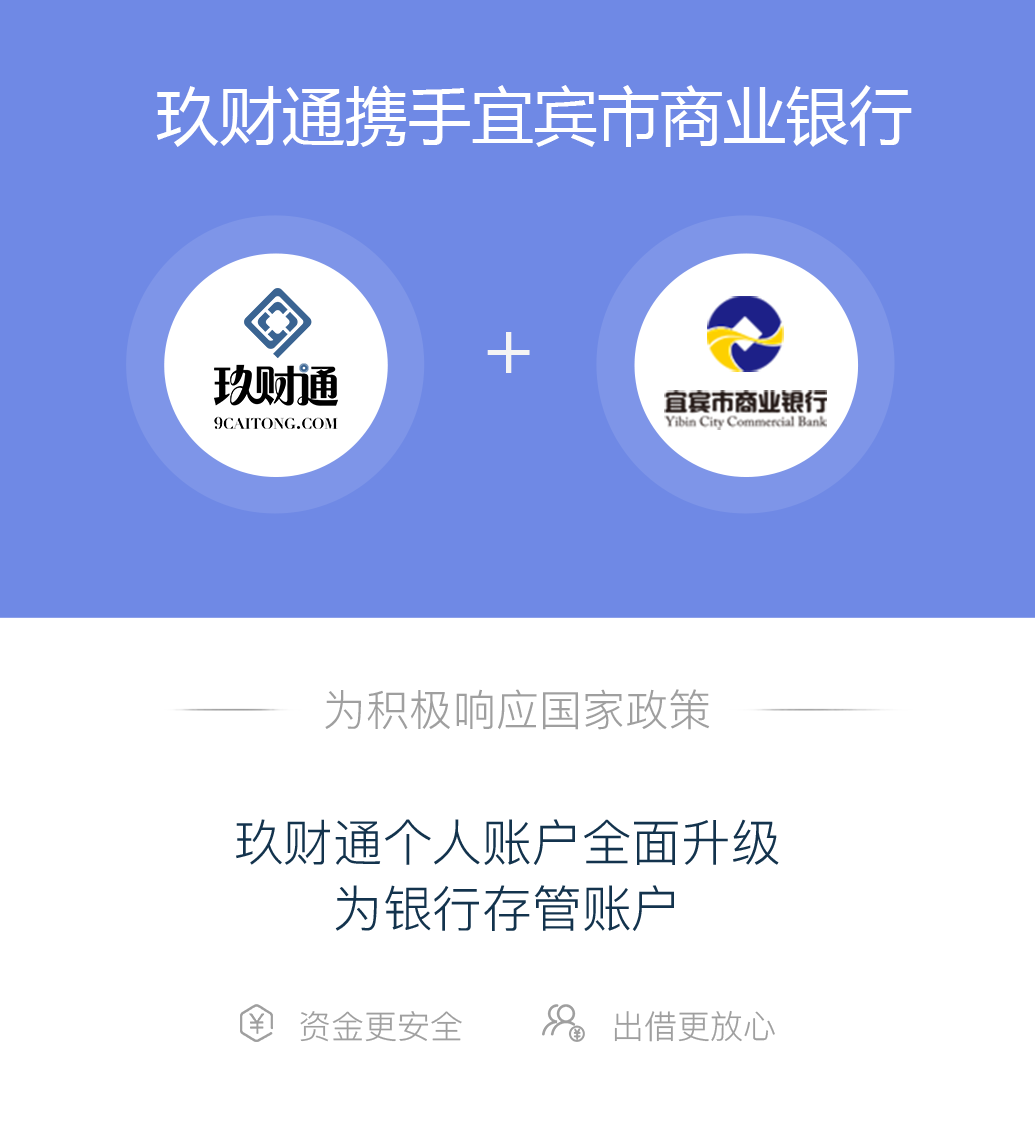 玖财通携手宜宾市商业银行
玖财通
9CAITONG.COM
宜宾市商业银行
Yibin City Commercial Bank
为积极响应国家政策
玖财通个人账户全面升级
为银行存管账户
资金更安全
出借更放心